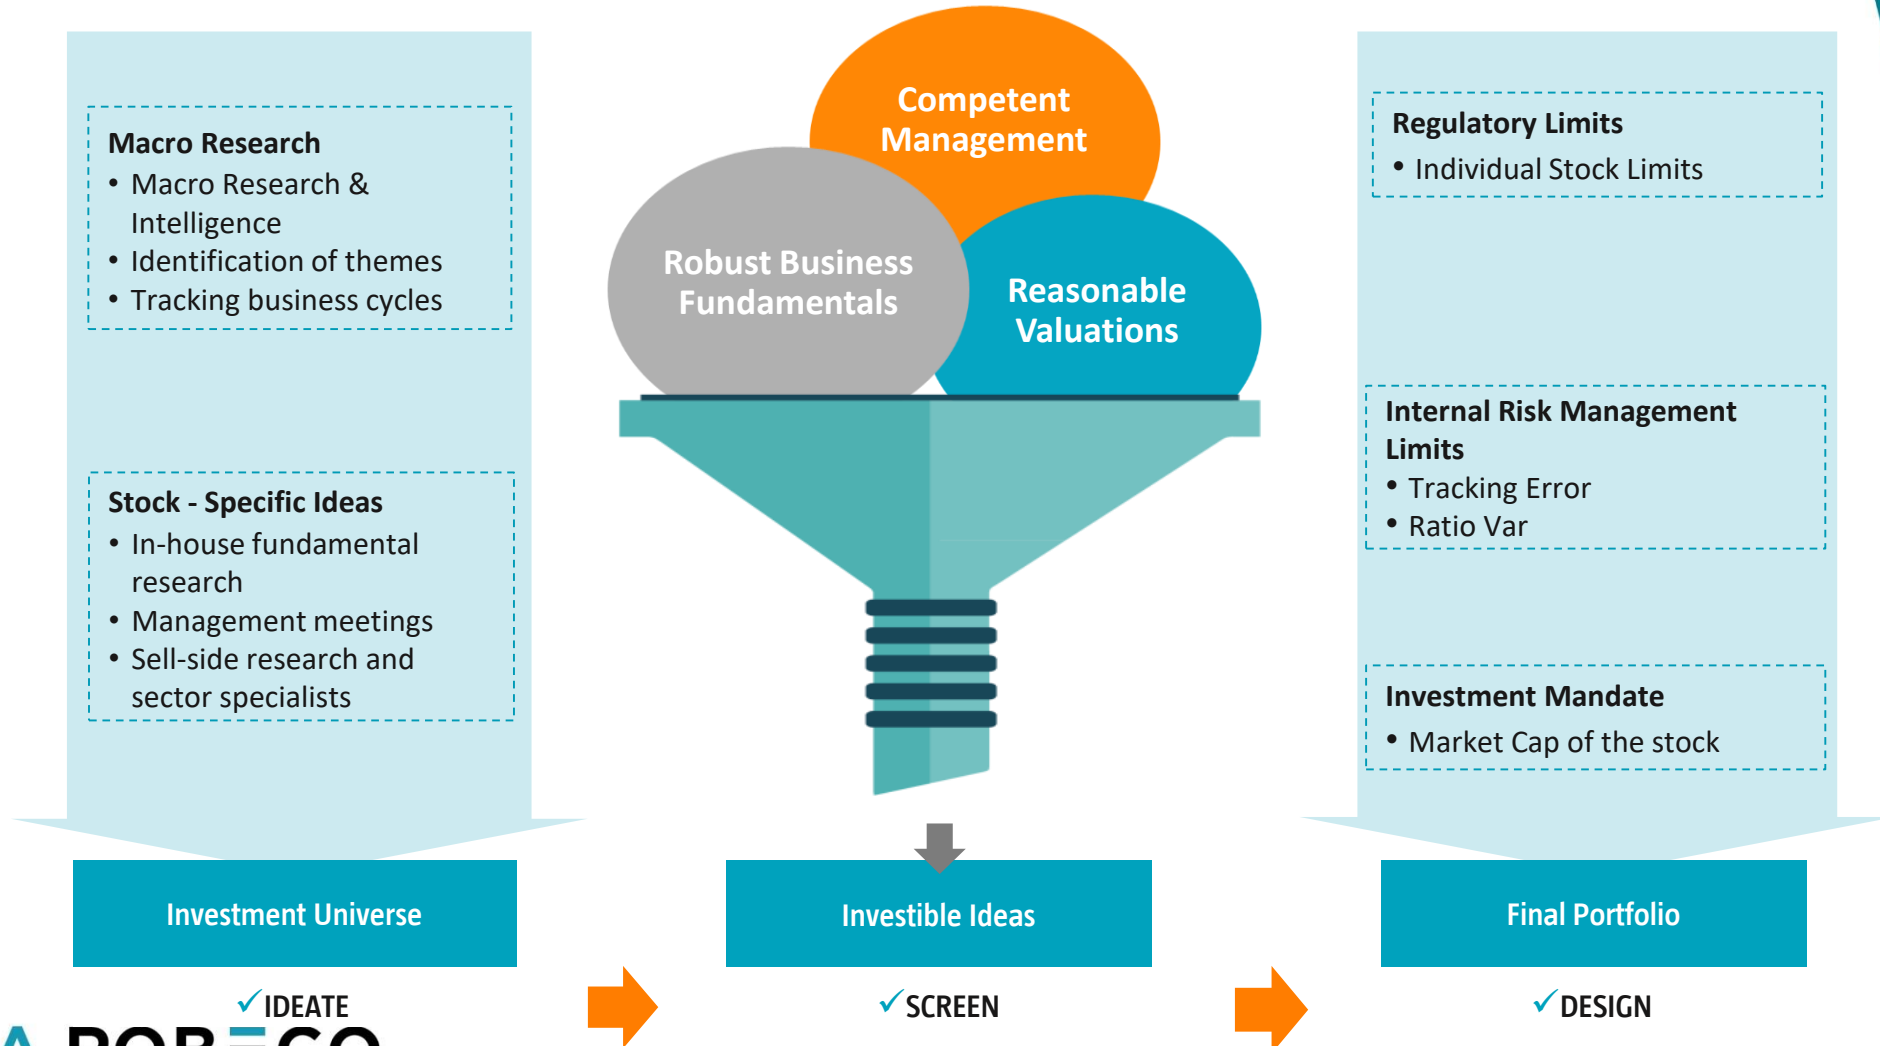 Macro Research
• Macro Research &
Intelligence
• Identification of themes
• Tracking business cycles
Stock - Specific Ideas
• In-house fundamental
research
• Management meetings
• Sell-side research and
sector specialists
Investment Universe
✓IDEATE
Competent
Management
Robust Business
Fundamentals
Reasonable
Valuations
Investible Ideas
✓SCREEN
Regulatory Limits
• Individual Stock Limits
Internal Risk Management
Limits
• Tracking Error
• Ratio Var
Investment Mandate
• Market Cap of the stock
Final Portfolio
✓DESIGN
ROBECO